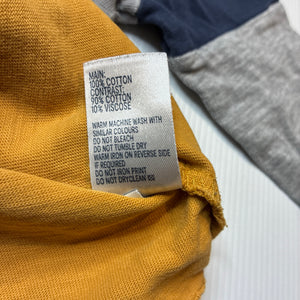 MAIN:
100% COTTON
CONTRAST:
90% COTTON
10% VISCOSE
WARM MACHINE WASH WITH
SIMILAR COLOURS
DO NOT BLEACH
DO NOT TUMBLE DRY
WARM IRON ON REVERSE SIDE
IF REQUIRED
DO NOT IRON PRINT
DO NOT DRYCLEAN